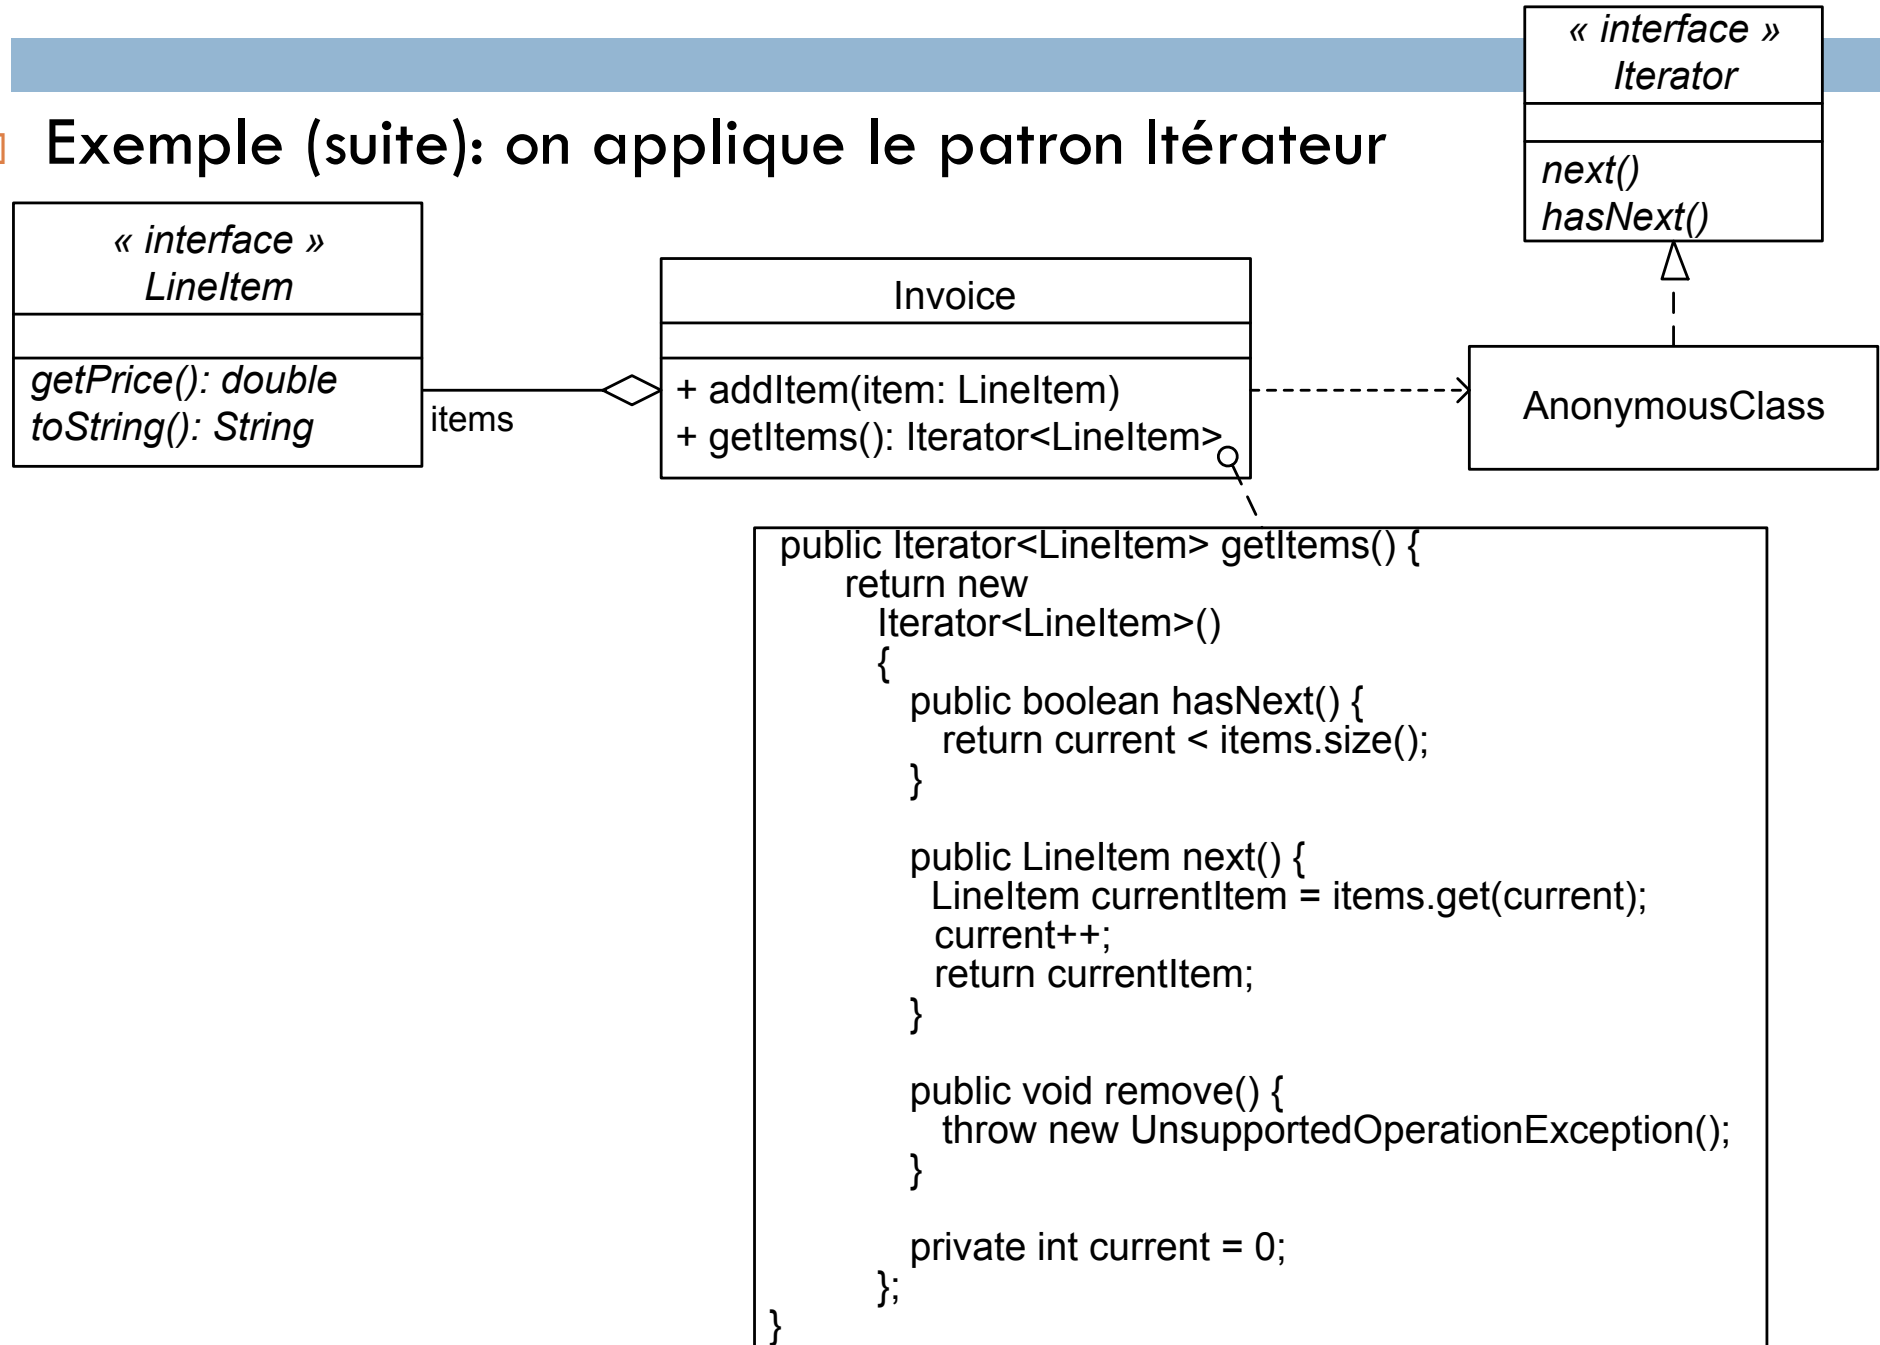 « interface »
Iterator
next()
hasNext()
Exemple (suite): on applique le patron Itérateur
« interface »
LineItem
getPrice(): double
toString(): String
items
Invoice
+ addItem(item: LineItem)
+ getItems(): Iterator<LineItem>
AnonymousClass
public Iterator<LineItem> getItems() {
return new
Iterator<LineItem>()
{
public boolean hasNext() {
return current < items.size();
}
public LineItem next() {
LineItem currentItem = items.get(current);
current++;
return currentItem;
}
public void remove() {
throw new UnsupportedOperationException();
}
private int current = 0;
};
}